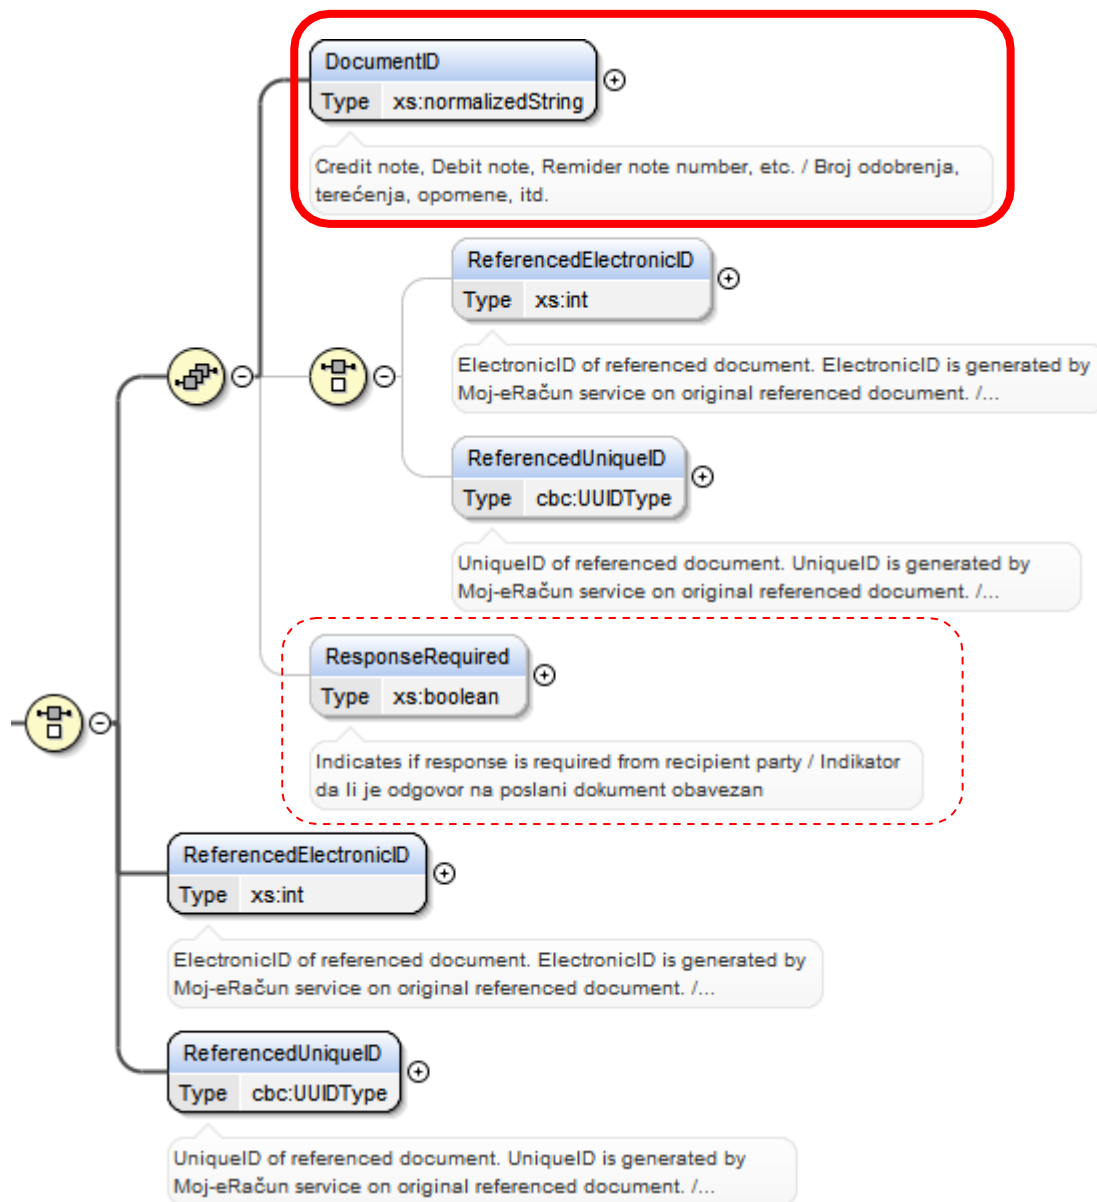 DocumentID
Type xs:normalizedString
Credit note, Debit note, Remider note number, etc. / Broj odobrenja,
terećenja, opomene, itd.
ReferencedElectronicID
Type xs:int
ElectronicID of referenced document. ElectronicID is generated by
Moj-eRačun service on original referenced document. /...
ReferencedUniqueID
Type cbc:UUIDType
UniqueID of referenced document. UniqueID is generated by
Moj-eRačun service on original referenced document. /...
ResponseRequired
Type xs:boolean
Indicates if response is required from recipient party / Indikator
da li je odgovor na poslani dokument obavezan
ReferencedElectronicID
Type xs:int
ElectronicID of referenced document. ElectronicID is generated by
Moj-eRačun service on original referenced document. /...
ReferencedUniqueID
Type cbc:UUIDType
UniqueID of referenced document. UniqueID is generated by
Moj-eRačun service on original referenced document. /...